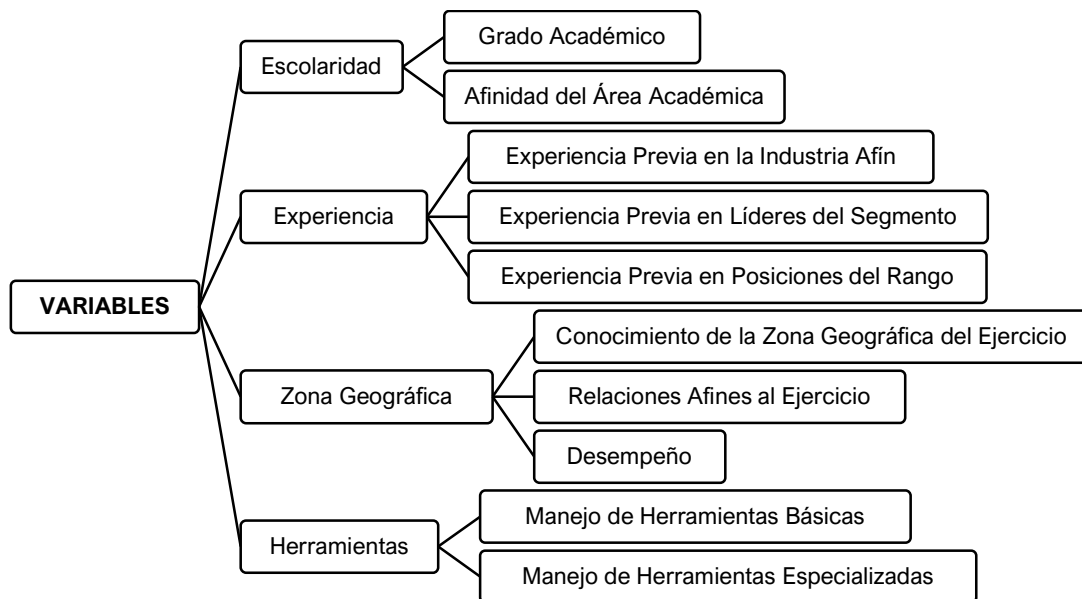 VARIABLES
Escolaridad
Grado Académico
Afinidad del Área Académica
Experiencia
Experiencia Previa en la Industria Afín
Experiencia Previa en Líderes del Segmento
Experiencia Previa en Posiciones del Rango
Zona Geográfica
Conocimiento de la Zona Geográfica del Ejercicio
Relaciones Afines al Ejercicio
Desempeño
Herramientas
Manejo de Herramientas Básicas
Manejo de Herramientas Especializadas